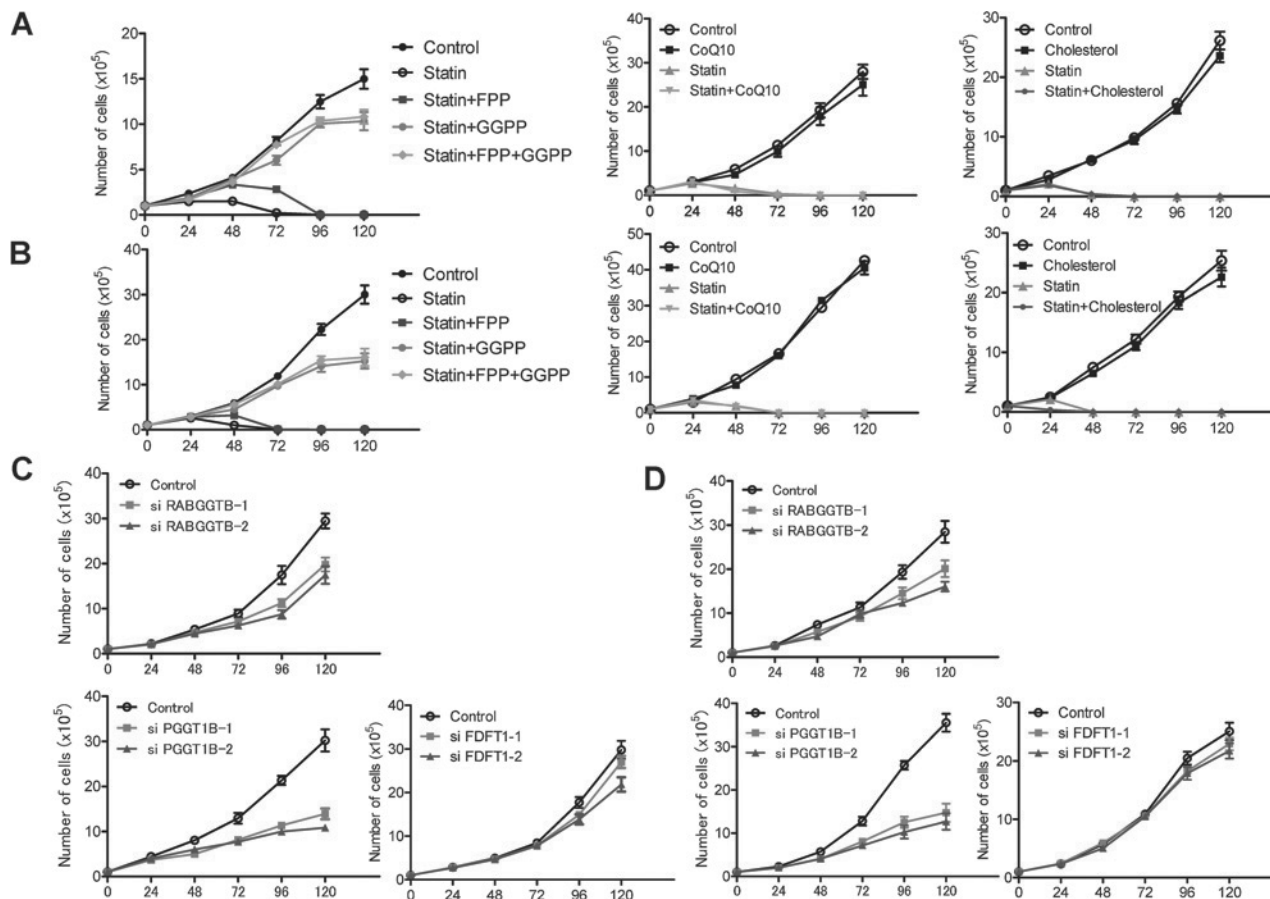 A
Number of cells (x10⁵)
20
15
10
5
0
0 24 48 72 96 120
Control
Statin
Statin+FPP
Statin+GGPP
Statin+FPP+GGPP
Number of cells (x10⁵)
40
30
20
10
0
0 24 48 72 96 120
Control
CoQ10
Statin
Statin+CoQ10
Number of cells (x10⁵)
30
20
10
0
0 24 48 72 96 120
Control
Cholesterol
Statin
Statin+Cholesterol
B
Number of cells (x10⁵)
40
30
20
10
0
0 24 48 72 96 120
Control
Statin
Statin+FPP
Statin+GGPP
Statin+FPP+GGPP
Number of cells (x10⁵)
50
40
30
20
10
0
0 24 48 72 96 120
Control
CoQ10
Statin
Statin+CoQ10
Number of cells (x10⁵)
30
20
10
0
0 24 48 72 96 120
Control
Cholesterol
Statin
Statin+Cholesterol
C
Number of cells (x10⁵)
40
30
20
10
0
0 24 48 72 96 120
Control
si RABGGTB-1
si RABGGTB-2
Number of cells (x10⁵)
40
30
20
10
0
0 24 48 72 96 120
Control
si PGGT1B-1
si PGGT1B-2
Number of cells (x10⁵)
40
30
20
10
0
0 24 48 72 96 120
Control
si FDFT1-1
si FDFT1-2
D
Number of cells (x10⁵)
40
30
20
10
0
0 24 48 72 96 120
Control
si RABGGTB-1
si RABGGTB-2
Number of cells (x10⁵)
40
30
20
10
0
0 24 48 72 96 120
Control
si PGGT1B-1
si PGGT1B-2
Number of cells (x10⁵)
30
20
10
0
0 24 48 72 96 120
Control
si FDFT1-1
si FDFT1-2